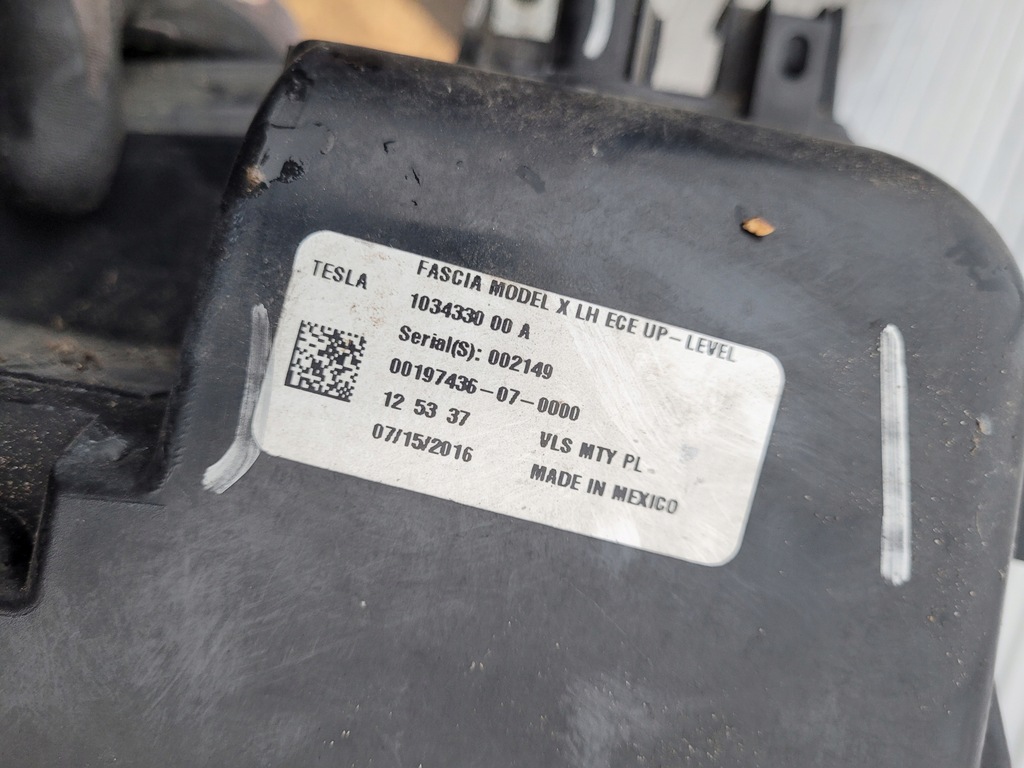 TESLA
FASCIA MODEL X LH ECE UP-LEVEL
1034330 00 A
Serial(S): 002149
00197436-07-0000
12 53 37
VLS MTY PL
07/15/2016
MADE IN MEXICO